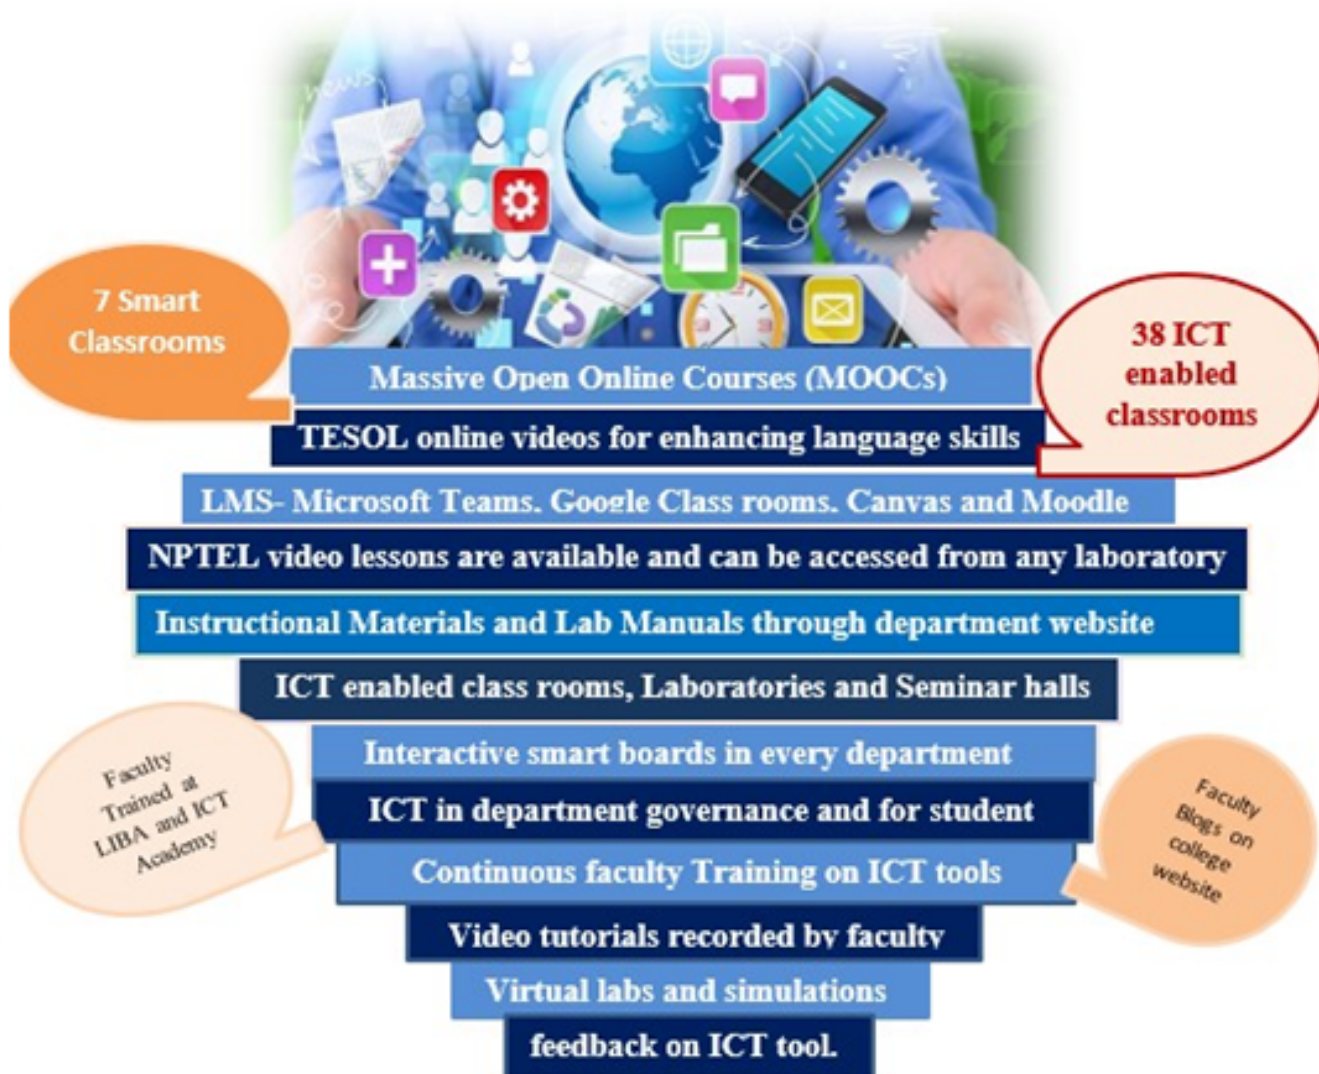 news
7 Smart
Classrooms
38 ICT
enabled
classrooms
Massive Open Online Courses (MOOCs)
TESOL online videos for enhancing language skills
LMS- Microsoft Teams. Google Class rooms. Canvas and Moodle
NPTEL video lessons are available and can be accessed from any laboratory
Instructional Materials and Lab Manuals through department website
ICT enabled class rooms, Laboratories and Seminar halls
Interactive smart boards in every department
Faculty
Trained at
LIBA and ICT
Academy
ICT in department governance and for student
Faculty
Blogs on
college
website
Continuous faculty Training on ICT tools
Video tutorials recorded by faculty
Virtual labs and simulations
feedback on ICT tool.